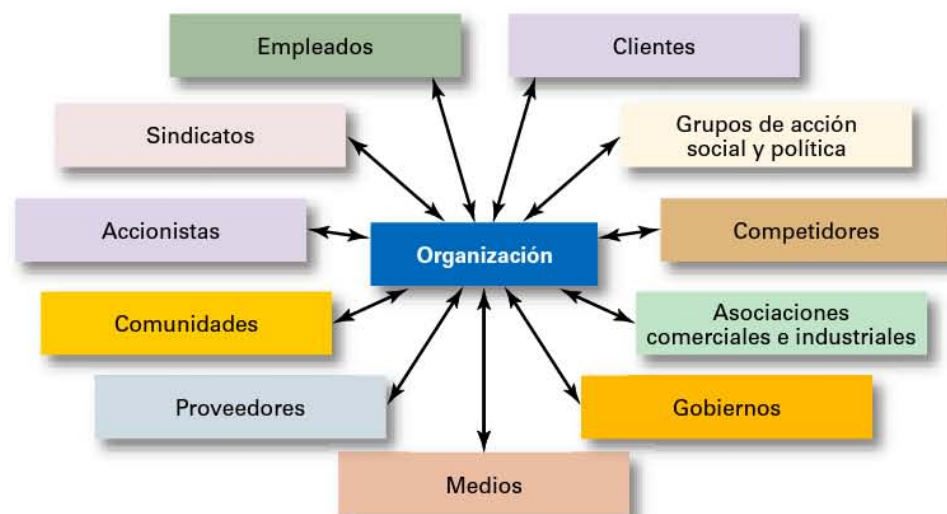 Empleados
Clientes
Sindicatos
Grupos de acción
social y política
Accionistas
Organización
Competidores
Comunidades
Asociaciones
comerciales e industriales
Proveedores
Gobiernos
Medios